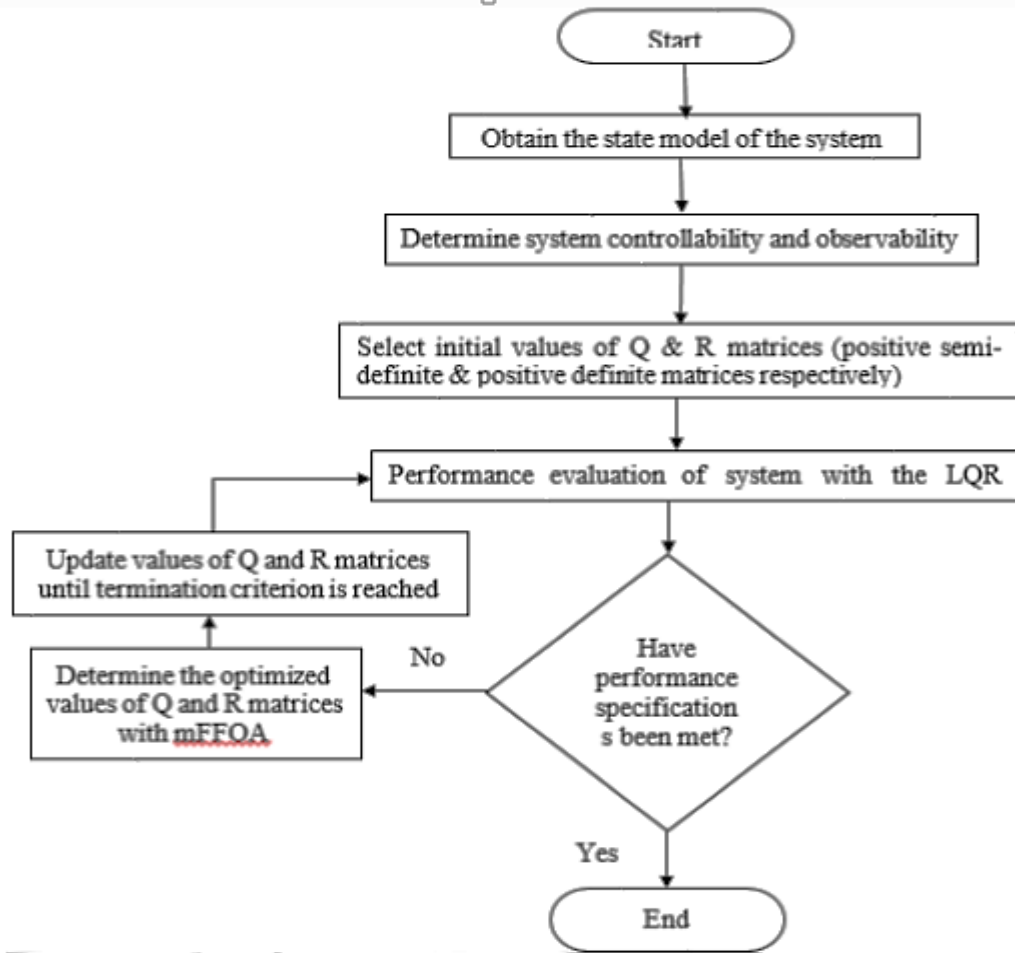 Start
Obtain the state model of the system
Determine system controllability and observability
Select initial values of Q & R matrices (positive semi-
definite & positive definite matrices respectively)
Performance evaluation of system with the LQR
Update values of Q and R matrices
until termination criterion is reached
Determine the optimized
values of Q and R matrices
with mFFOA
No
Have
performance
specification
s been met?
Yes
End